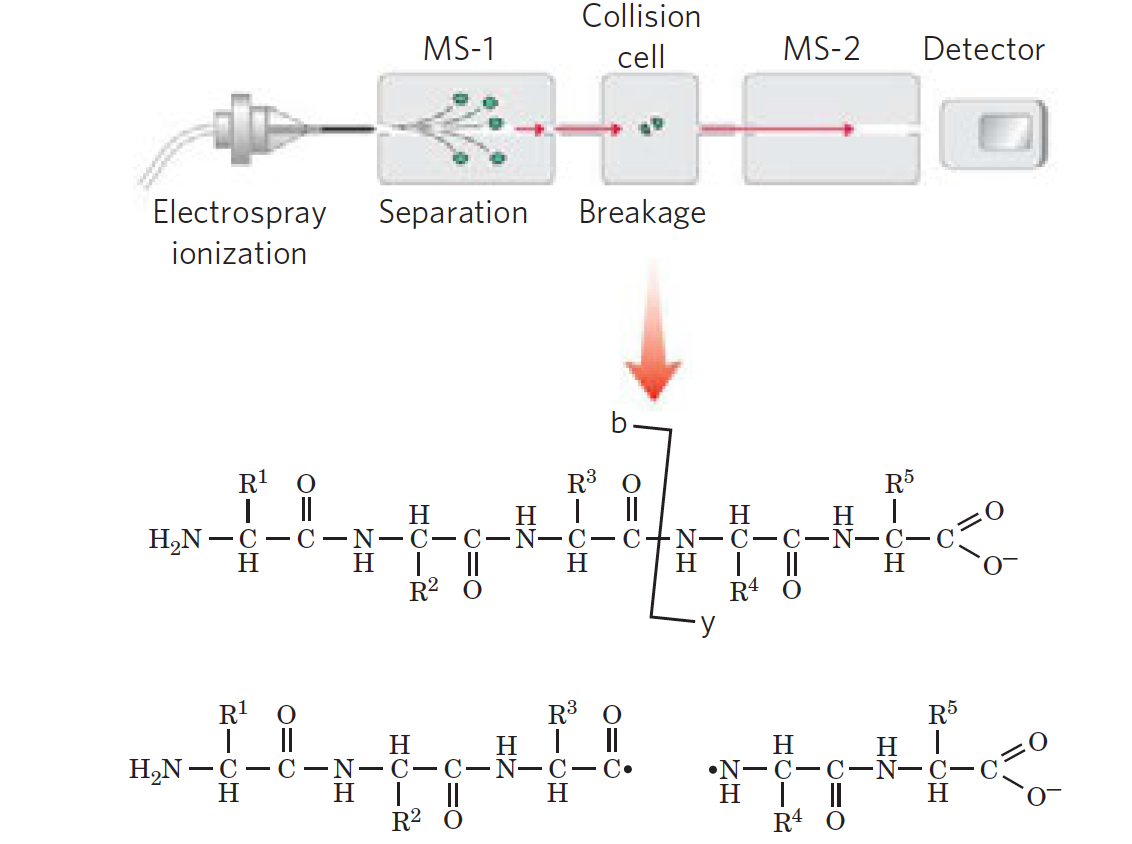 MS-1 Collision cell MS-2 Detector
Electrospray ionization Separation Breakage
b
R¹ O R³ O R⁵
H H H H O
H₂N—C—C—N—C—C—N—C—C—N—C—C—N—C—C
H H H H H O⁻
R² O R⁴ O
y
R¹ O R³ O R⁵
H H H H O
H₂N—C—C—N—C—C—N—C—C• •N—C—C—N—C—C
H H H H H O⁻
R² O R⁴ O